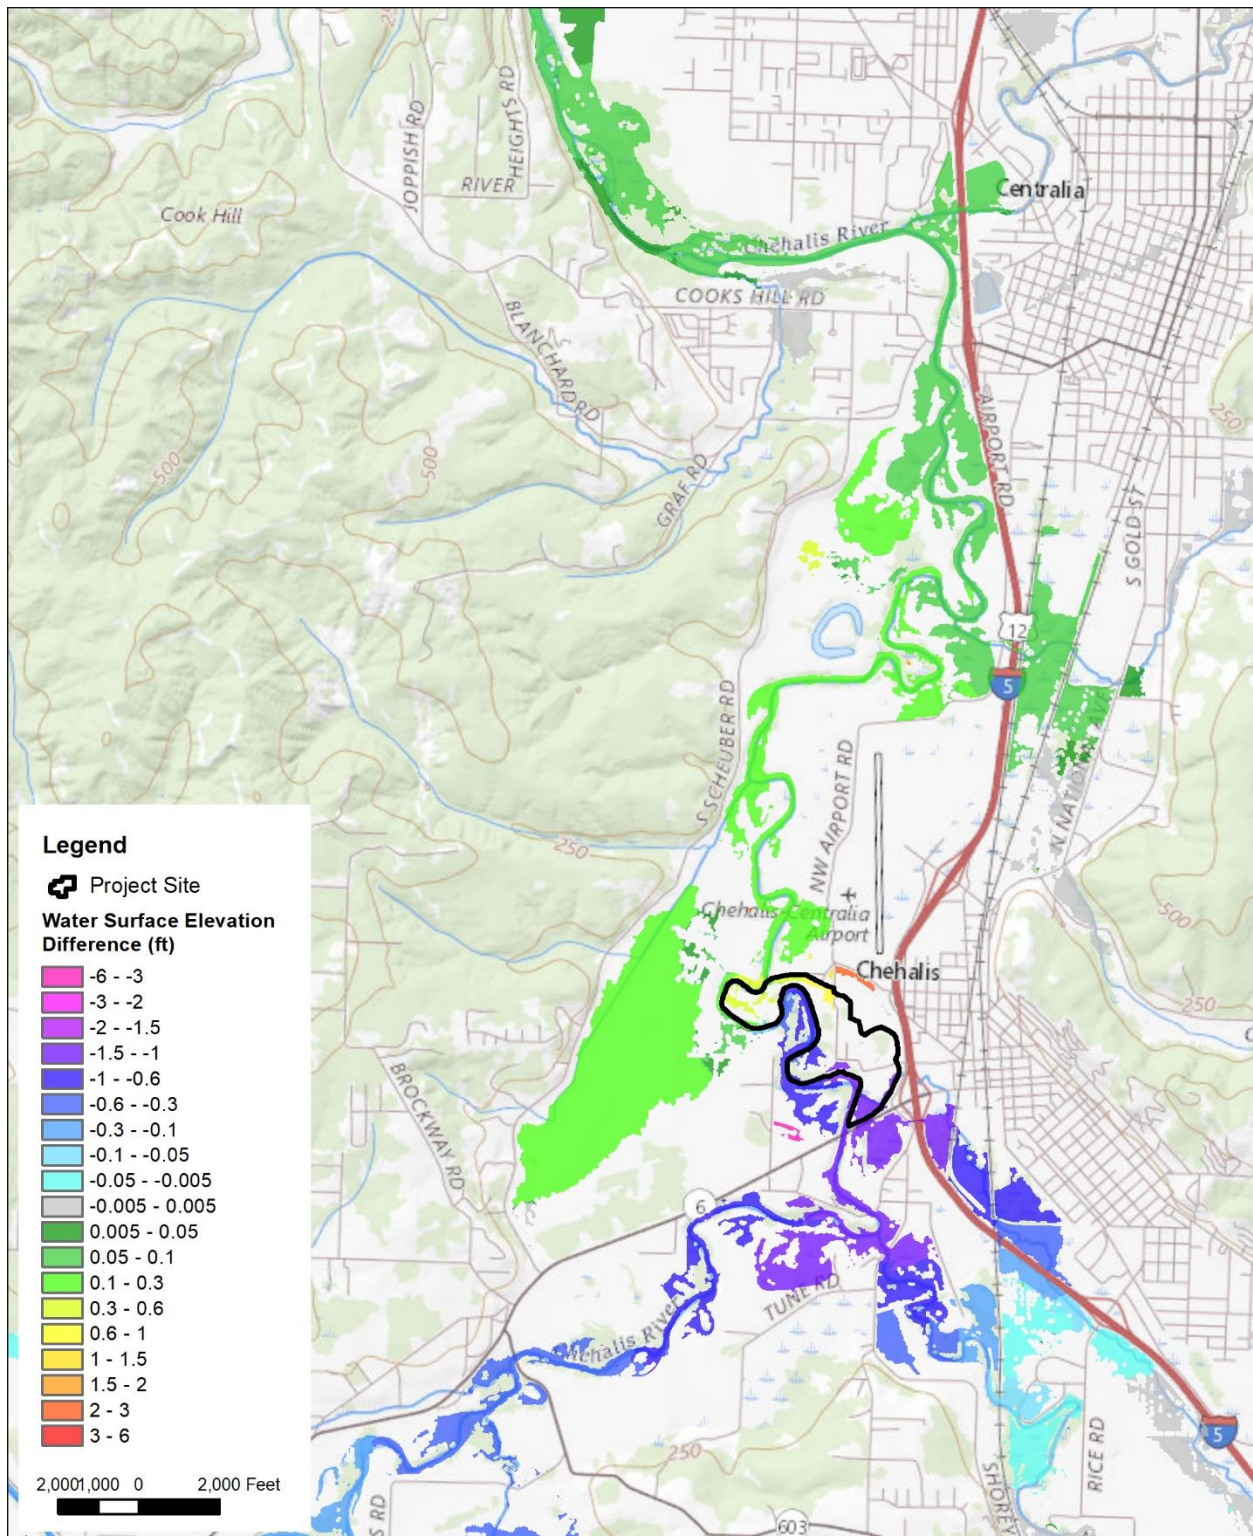 JOPPISH RD
HEIGHTS RD
RIVER
Cook Hill
Centralia
Chehalis River
COOKS HILL RD
BLANCHARD RD
AIRPORT RD
250
500
500
GRAF RD
S GOLD ST
12
5
S SCHEUBER RD
NW AIRPORT RD
250
N NATIONAL AVE
500
Chehalis-Centralia
Airport
Chehalis
250
BROCKWAY RD
6
TUNE RD
Chehalis River
250
RICE RD
5
SHOREY
S RD
603
Legend
Project Site
Water Surface Elevation
Difference (ft)
-6 - -3
-3 - -2
-2 - -1.5
-1.5 - -1
-1 - -0.6
-0.6 - -0.3
-0.3 - -0.1
-0.1 - -0.05
-0.05 - -0.005
-0.005 - 0.005
0.005 - 0.05
0.05 - 0.1
0.1 - 0.3
0.3 - 0.6
0.6 - 1
1 - 1.5
1.5 - 2
2 - 3
3 - 6
2,000 1,000 0 2,000 Feet